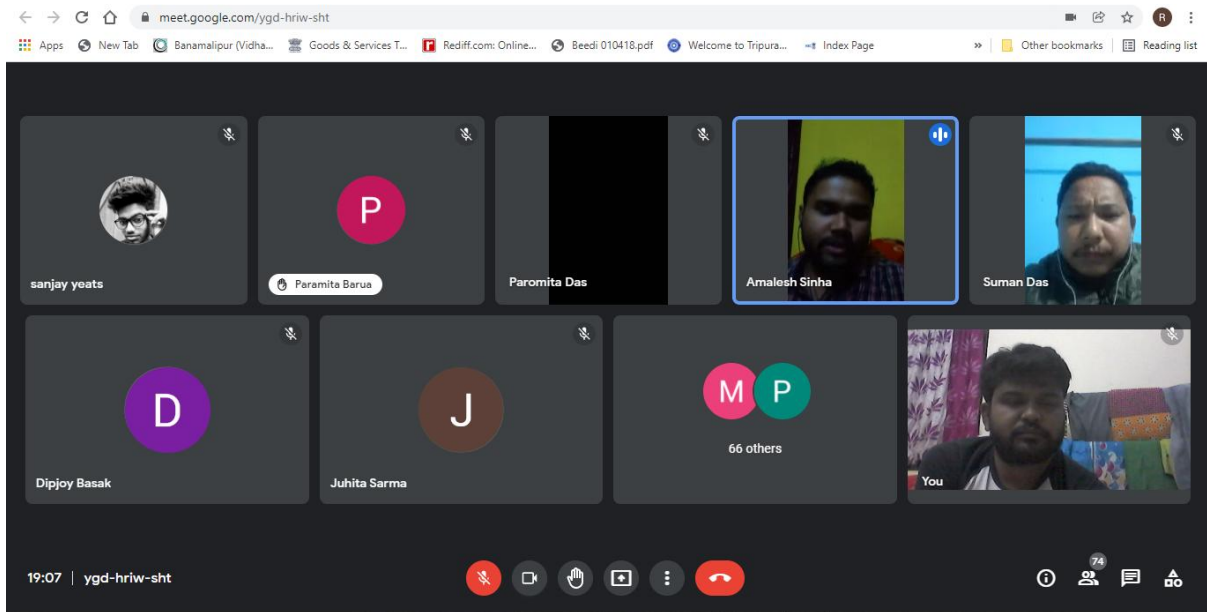 meet.google.com/ygd-hriw-sht
R
Apps New Tab Banamalipur (Vidha... Goods & Services T... Rediff.com: Online... Beedi 010418.pdf Welcome to Tripura... Index Page » Other bookmarks Reading list
P
sanjay yeats
Paramita Barua
Paromita Das
Amalesh Sinha
Suman Das
D
J
M P
66 others
Dipjoy Basak
Juhita Sarma
You
19:07 | ygd-hriw-sht
74